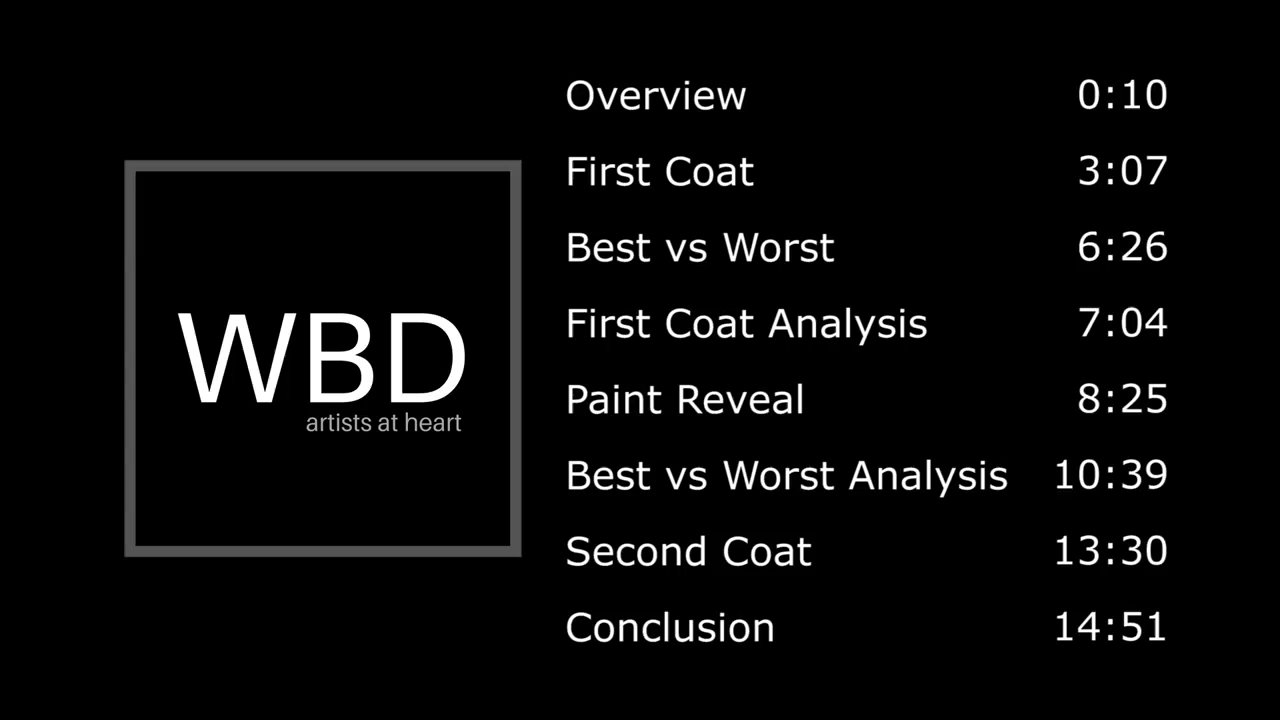 WBD
artists at heart
Overview 0:10
First Coat 3:07
Best vs Worst 6:26
First Coat Analysis 7:04
Paint Reveal 8:25
Best vs Worst Analysis 10:39
Second Coat 13:30
Conclusion 14:51